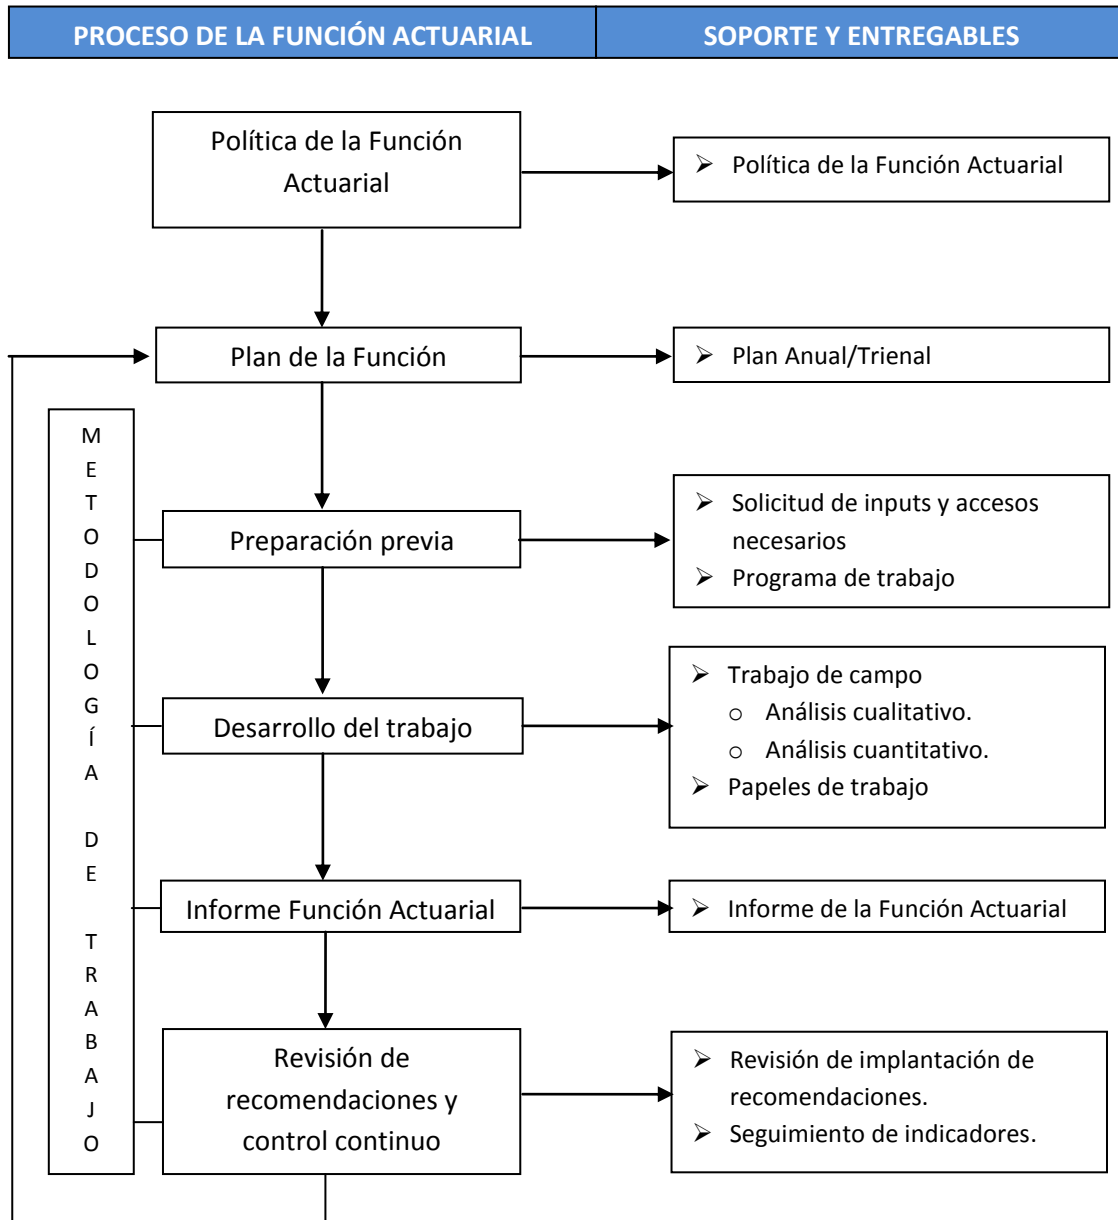 PROCESO DE LA FUNCIÓN ACTUARIAL
SOPORTE Y ENTREGABLES
Política de la Función
Actuarial
➢ Política de la Función Actuarial
Plan de la Función
➢ Plan Anual/Trienal
METODOLOGÍA DE TRABAJO
Preparación previa
➢ Solicitud de inputs y accesos
necesarios
➢ Programa de trabajo
Desarrollo del trabajo
➢ Trabajo de campo
o Análisis cualitativo.
o Análisis cuantitativo.
➢ Papeles de trabajo
Informe Función Actuarial
➢ Informe de la Función Actuarial
Revisión de
recomendaciones y
control continuo
➢ Revisión de implantación de
recomendaciones.
➢ Seguimiento de indicadores.